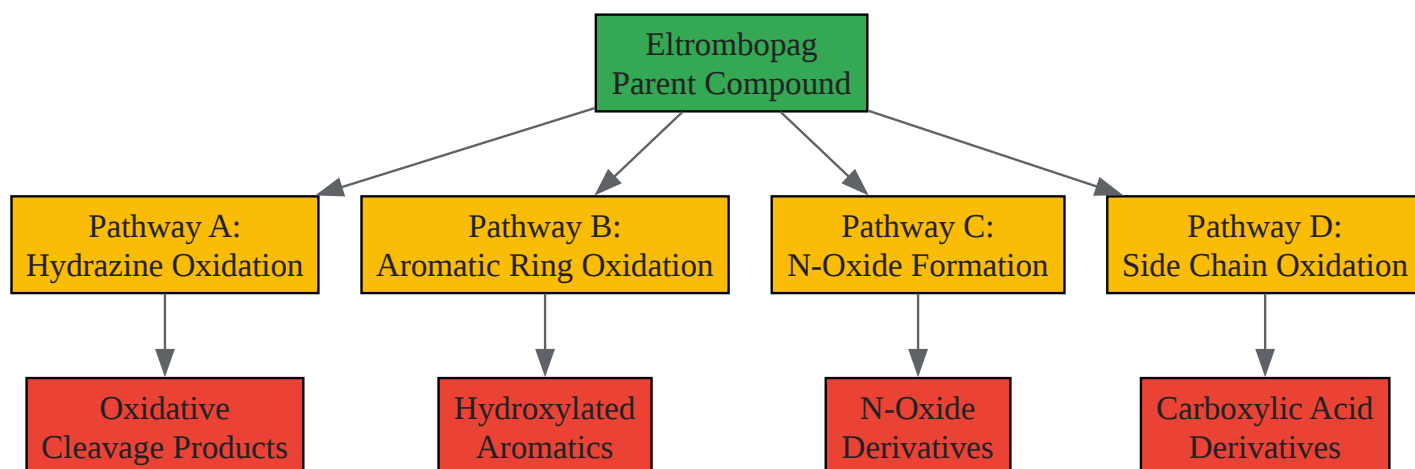 Eltrombopag
Parent Compound
Pathway A:
Hydrazine Oxidation
Pathway B:
Aromatic Ring Oxidation
Pathway C:
N-Oxide Formation
Pathway D:
Side Chain Oxidation
Oxidative
Cleavage Products
Hydroxylated
Aromatics
N-Oxide
Derivatives
Carboxylic Acid
Derivatives